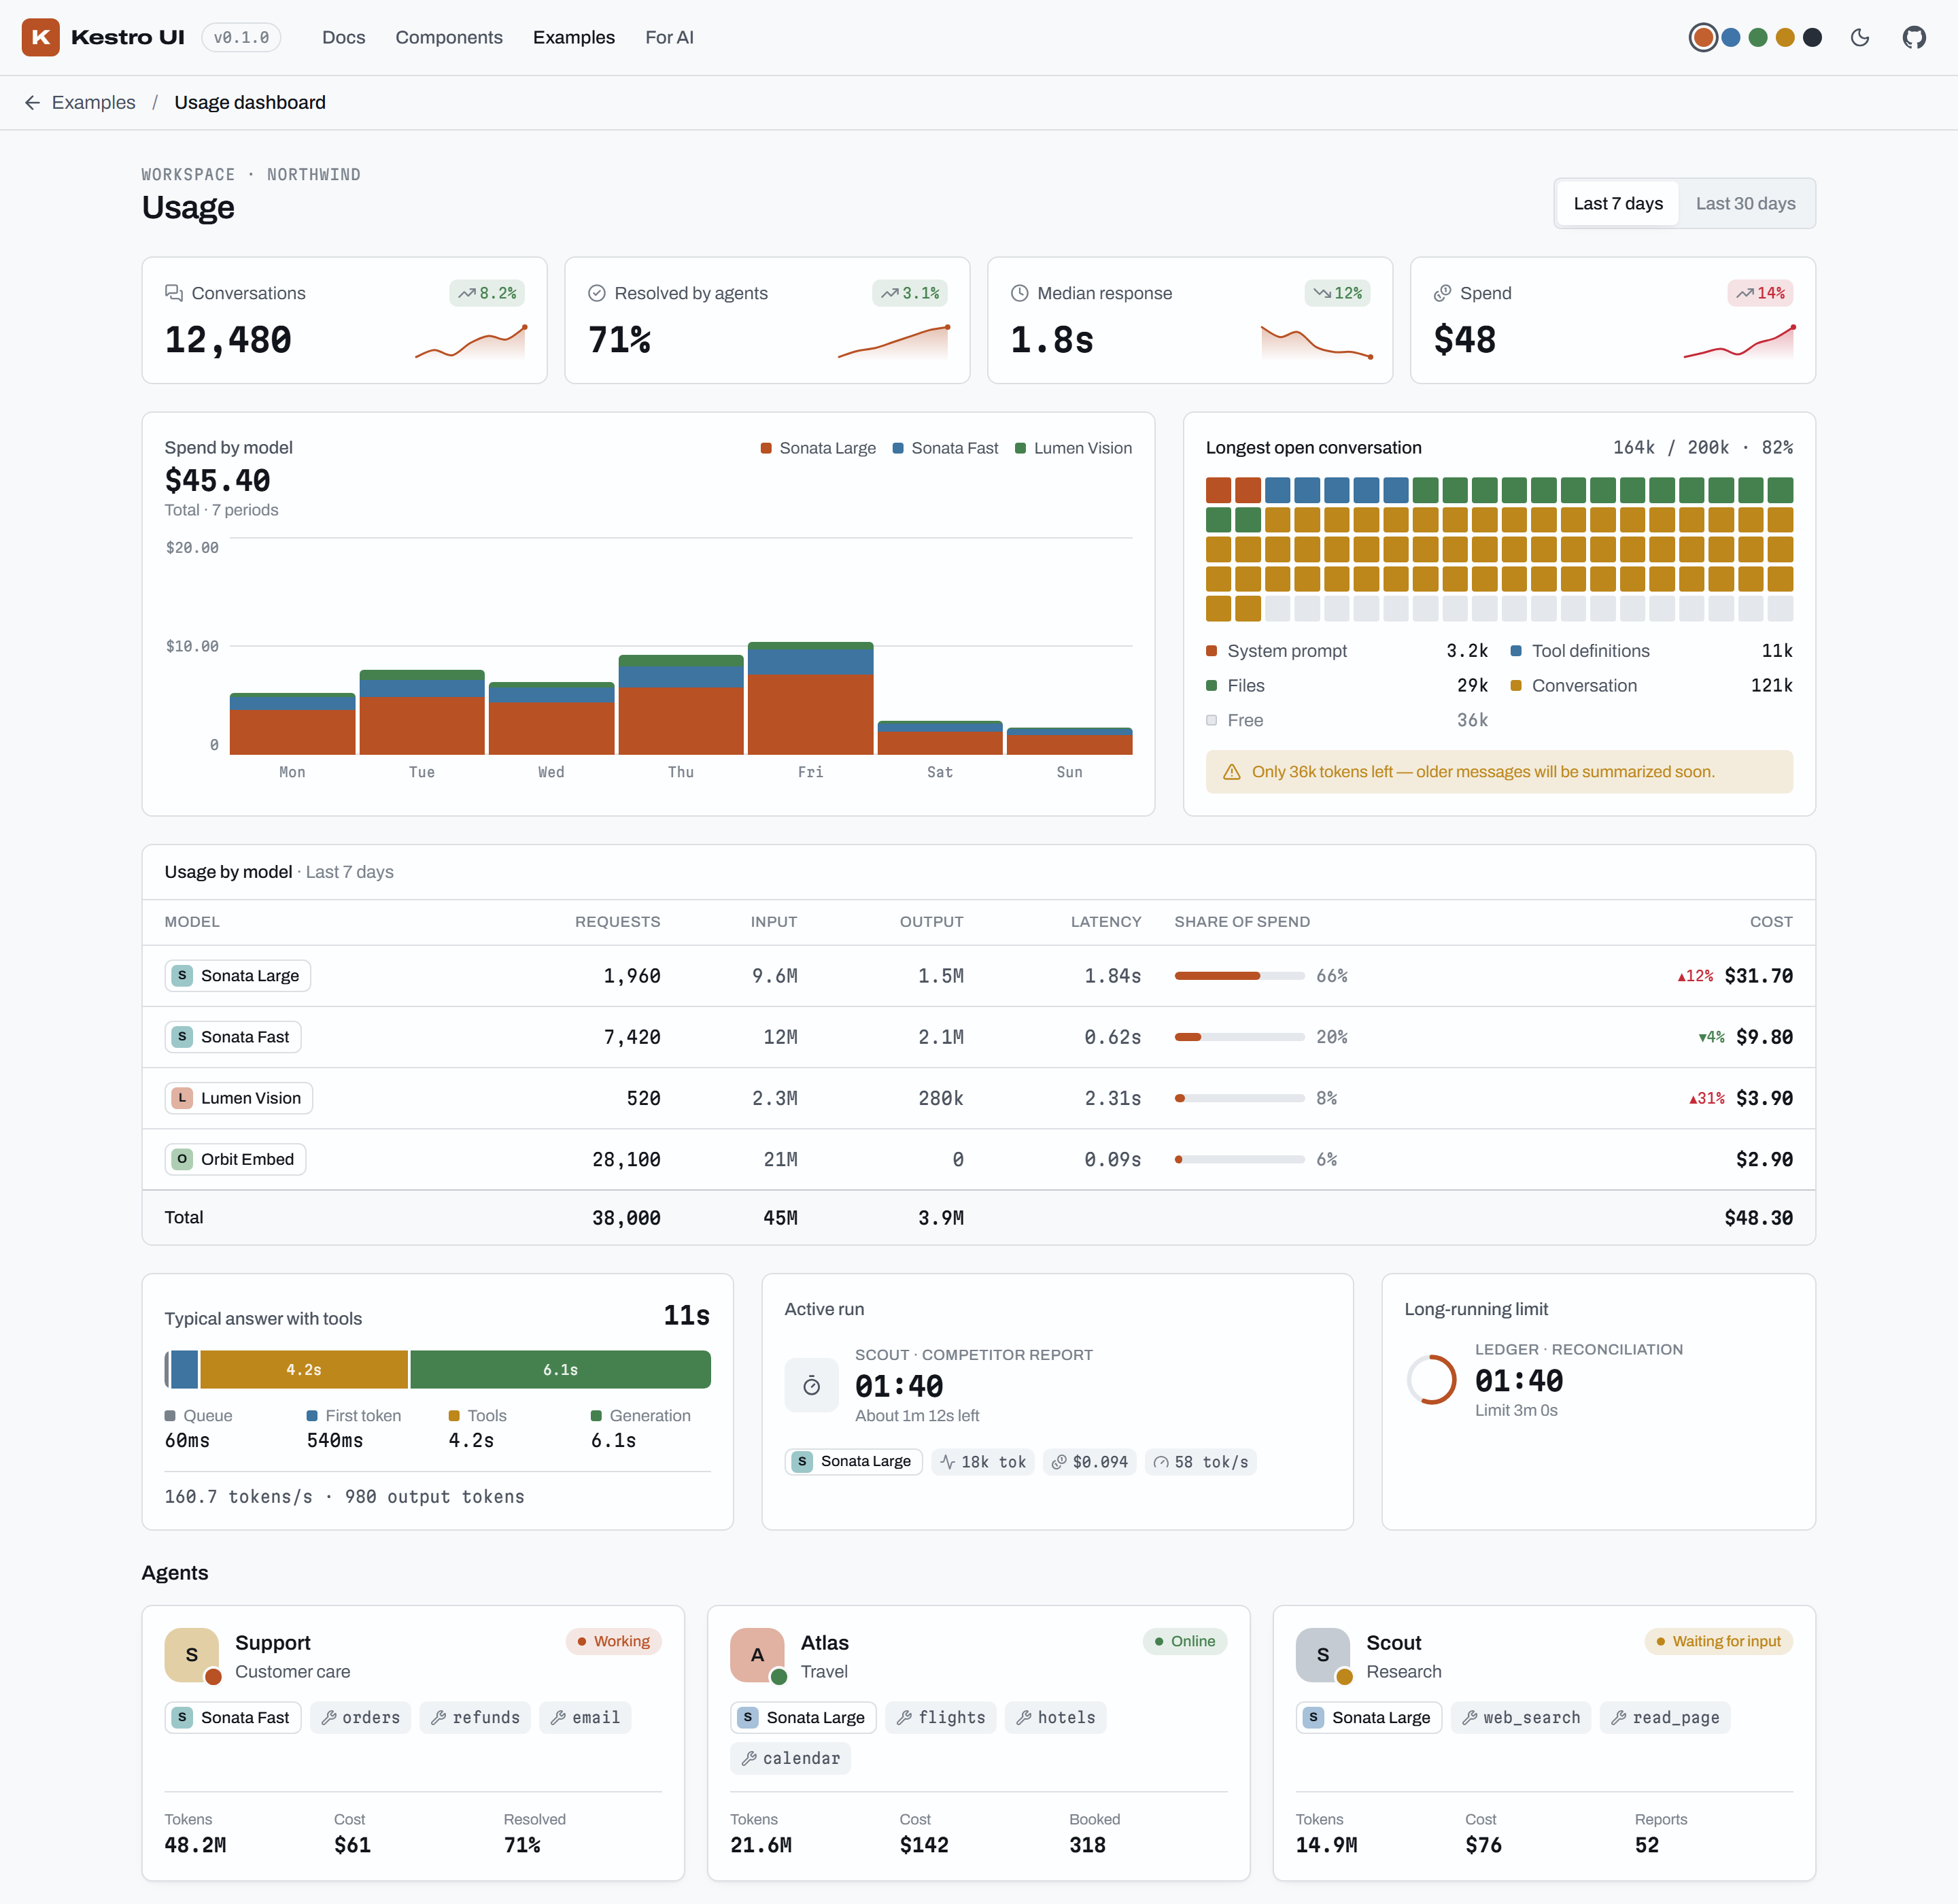 K Kestro UI v0.1.0 Docs Components Examples For AI
Examples / Usage dashboard
WORKSPACE · NORTHWIND
Usage
Last 7 days Last 30 days
Conversations 8.2%
12,480
Resolved by agents 3.1%
71%
Median response 12%
1.8s
Spend 14%
$48
Spend by model
Sonata Large Sonata Fast Lumen Vision
$45.40
Total · 7 periods
$20.00
$10.00
0
Mon Tue Wed Thu Fri Sat Sun
Longest open conversation 164k / 200k · 82%
System prompt 3.2k Tool definitions 11k
Files 29k Conversation 121k
Free 36k
Only 36k tokens left — older messages will be summarized soon.
Usage by model · Last 7 days
MODEL REQUESTS INPUT OUTPUT LATENCY SHARE OF SPEND COST
S Sonata Large 1,960 9.6M 1.5M 1.84s 66% ▲12% $31.70
S Sonata Fast 7,420 12M 2.1M 0.62s 20% ▼4% $9.80
L Lumen Vision 520 2.3M 280k 2.31s 8% ▲31% $3.90
O Orbit Embed 28,100 21M 0 0.09s 6% $2.90
Total 38,000 45M 3.9M $48.30
Typical answer with tools 11s
4.2s 6.1s
Queue First token Tools Generation
60ms 540ms 4.2s 6.1s
160.7 tokens/s · 980 output tokens
Active run
SCOUT · COMPETITOR REPORT
01:40
About 1m 12s left
S Sonata Large 18k tok $0.094 58 tok/s
Long-running limit
LEDGER · RECONCILIATION
01:40
Limit 3m 0s
Agents
S Support Working
Customer care
S Sonata Fast orders refunds email
Tokens Cost Resolved
48.2M $61 71%
A Atlas Online
Travel
S Sonata Large flights hotels
calendar
Tokens Cost Booked
21.6M $142 318
S Scout Waiting for input
Research
S Sonata Large web_search read_page
Tokens Cost Reports
14.9M $76 52